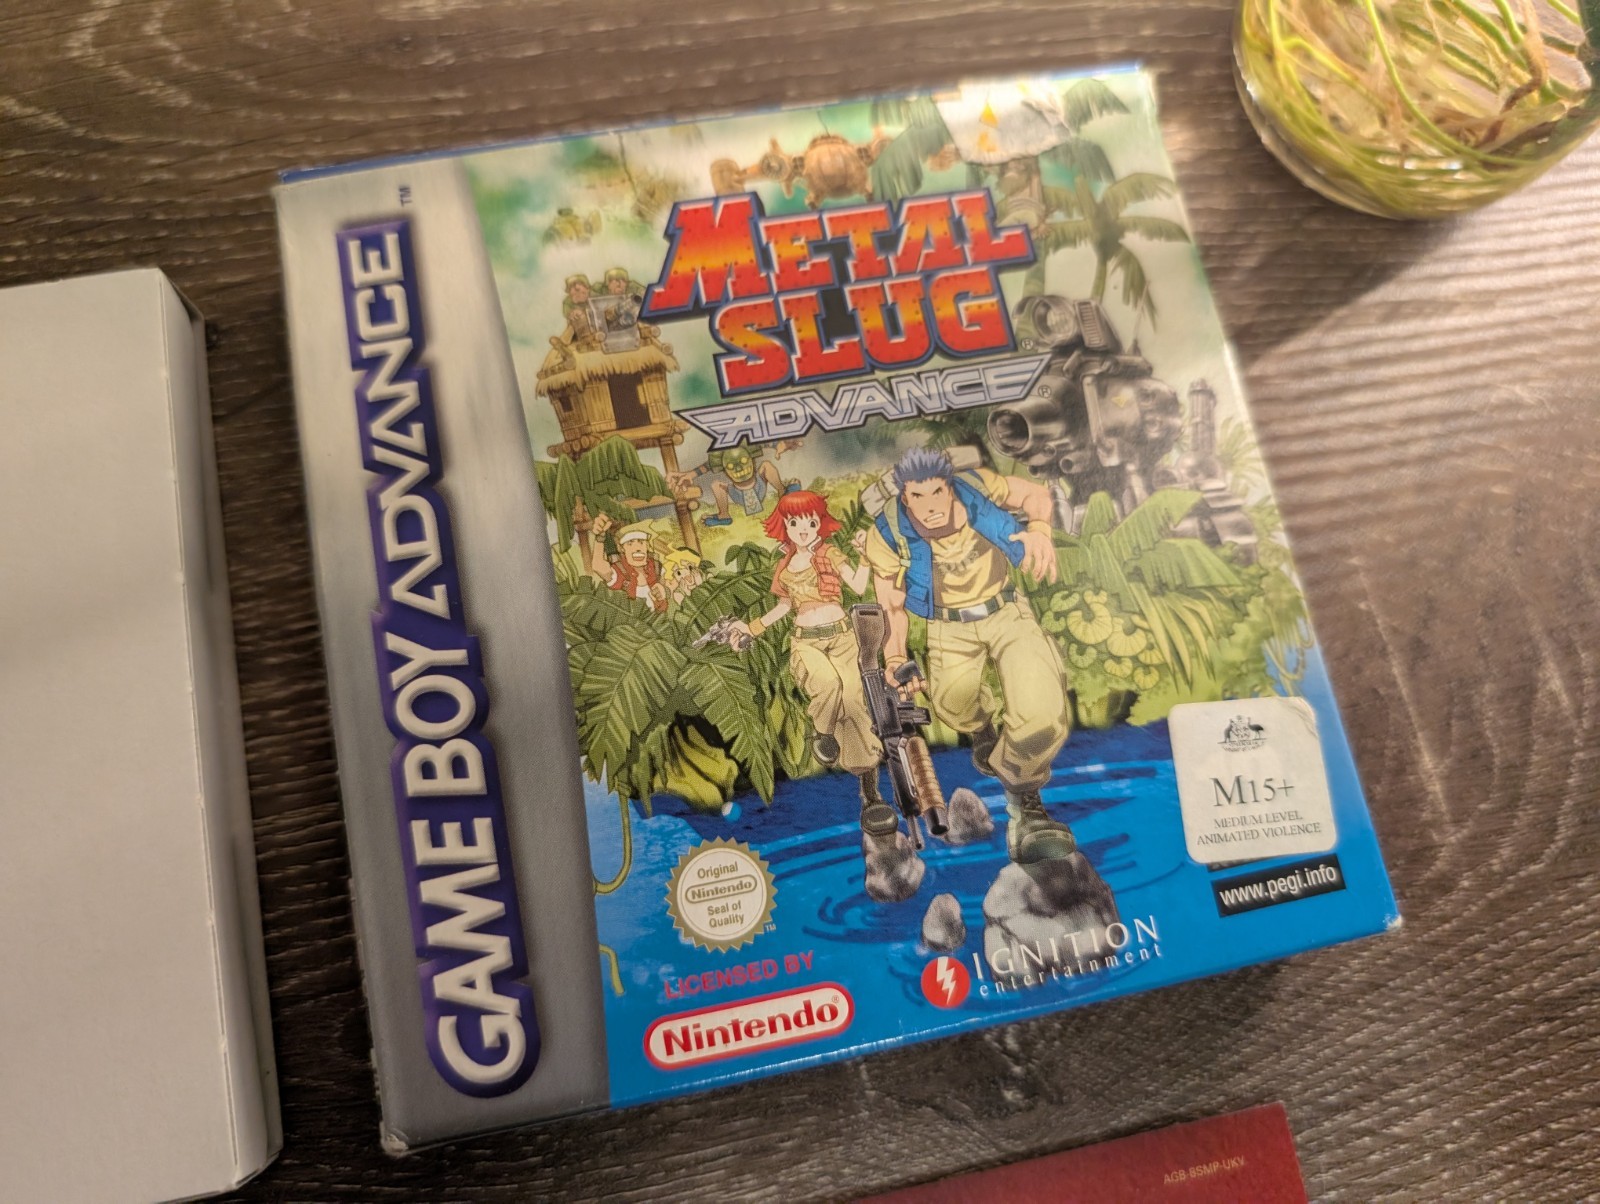 GAME BOY ADVANCE™
METAL
SLUG®
ADVANCE®
M15+
MEDIUM LEVEL
ANIMATED VIOLENCE
www.pegi.info
Original
Nintendo
Seal of
Quality
™
LICENSED BY
Nintendo®
IGNITION
entertainment
AGB-BSMP-UKV